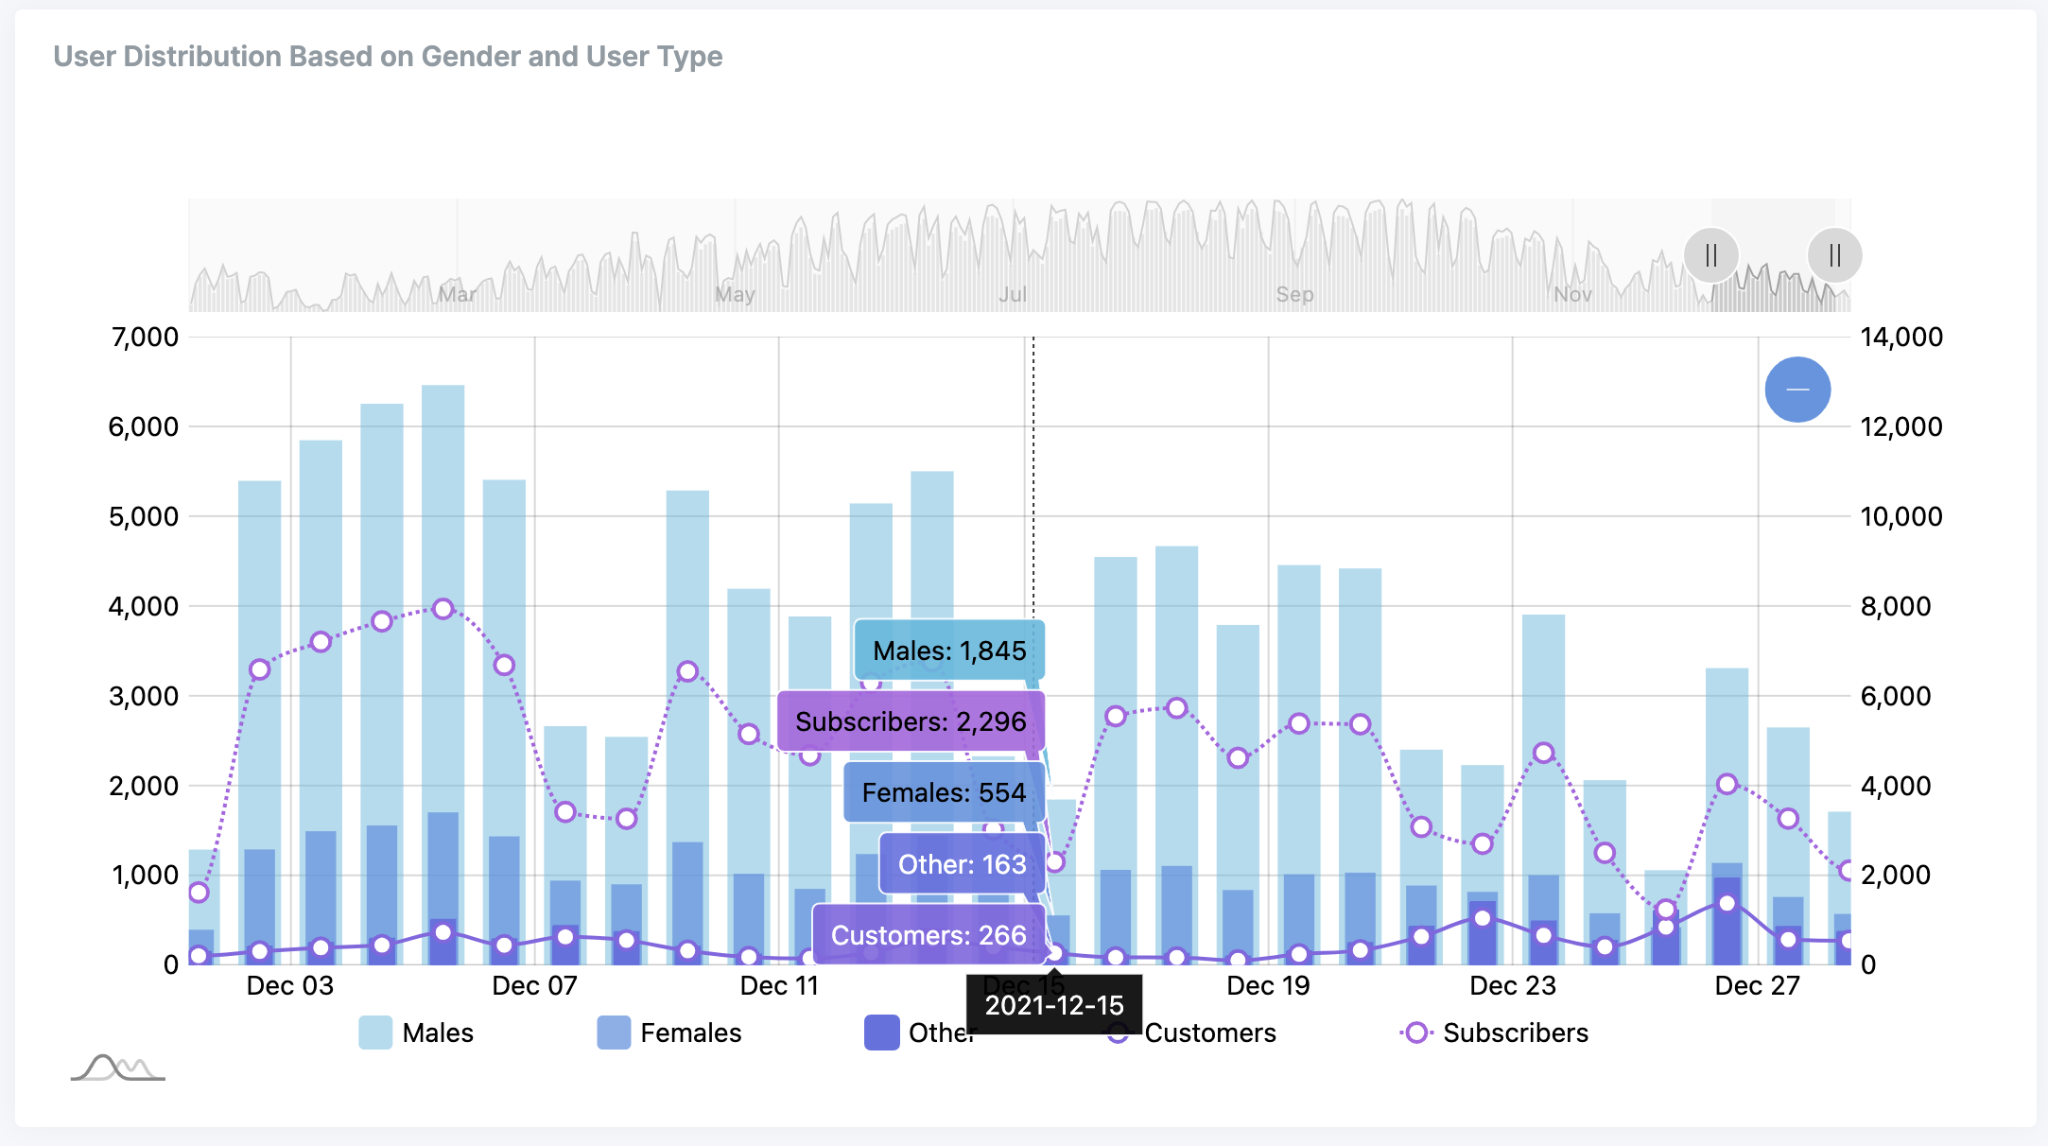 User Distribution Based on Gender and User Type
Mar May Jul Sep Nov
7,000 14,000
6,000 12,000
5,000 10,000
4,000 8,000
Males: 1,845
3,000 6,000
Subscribers: 2,296
2,000 4,000
Females: 554
Other: 163
1,000 2,000
Customers: 266
0 0
Dec 03 Dec 07 Dec 11 Dec 15 Dec 19 Dec 23 Dec 27
2021-12-15
Males Females Other Customers Subscribers